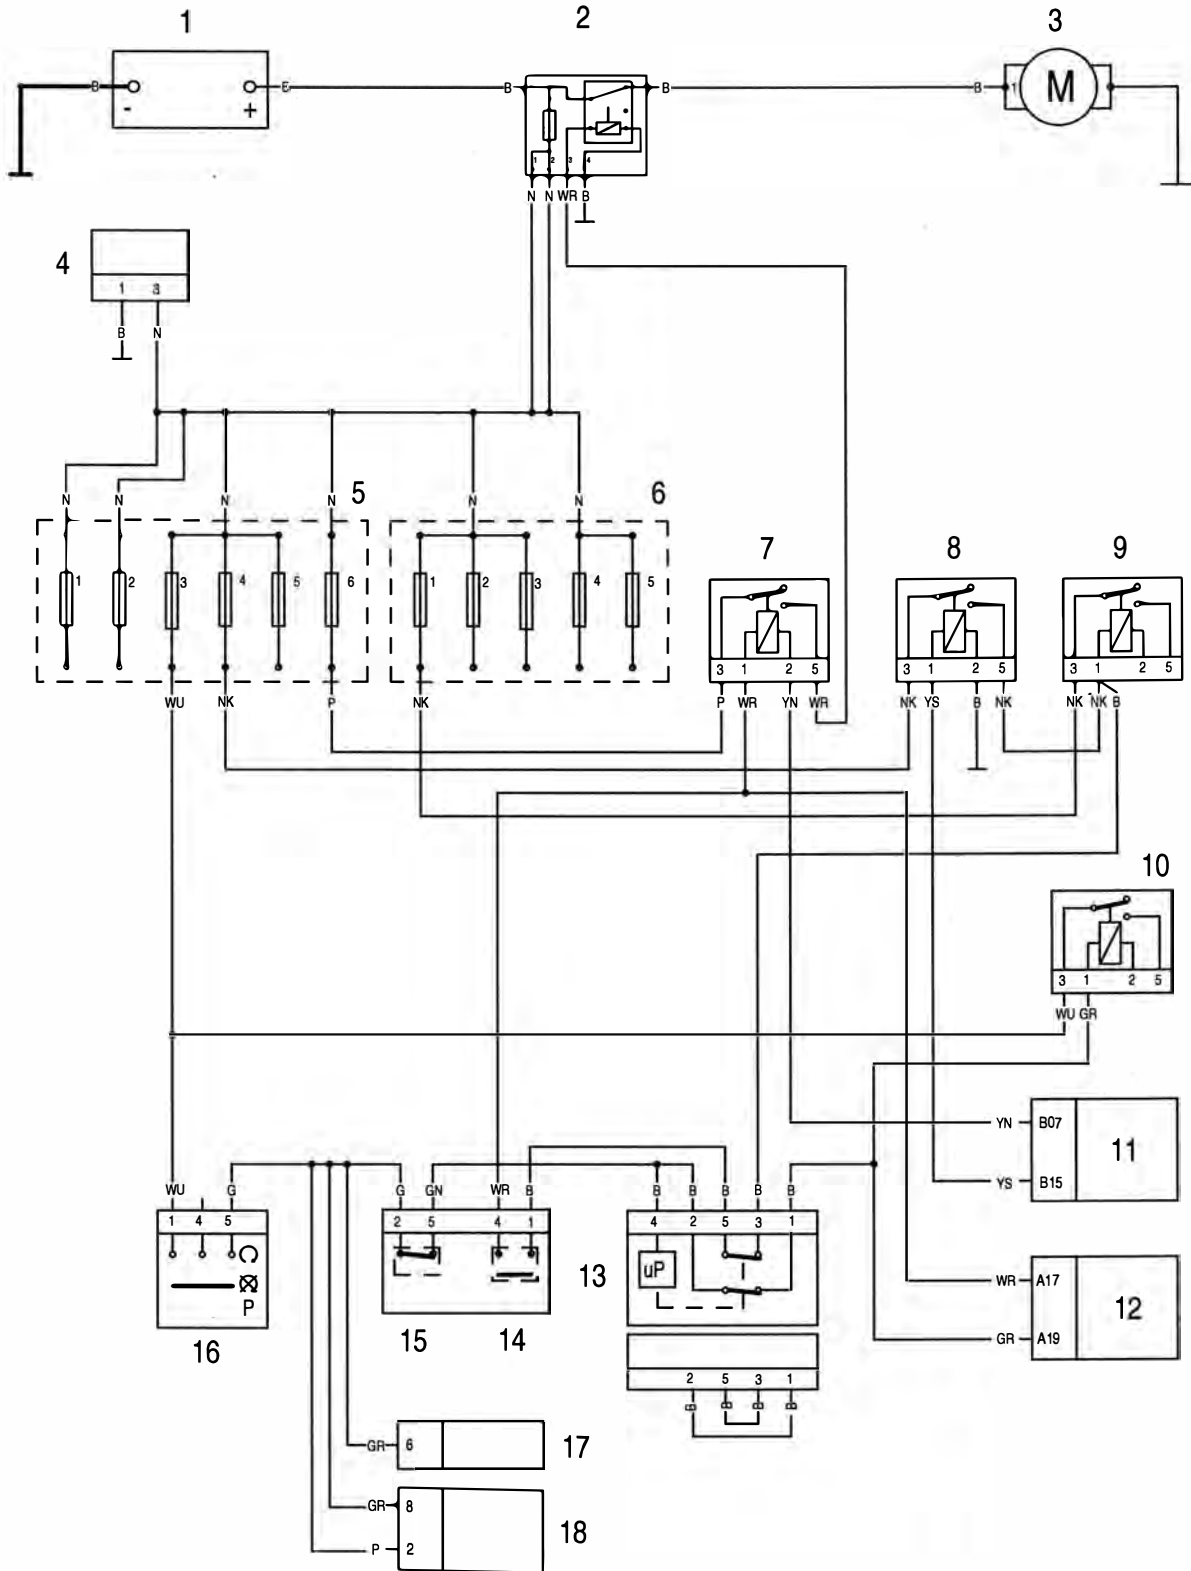 1 2 3
B B B B B
- + 1 M
1 2 3 4
N N WR B
4
1
B N
N N N N 5 N N 6
1 2 3 4 5 6 1 2 3 4 5
7 8 9
3 1 2 5 3 1 2 5 3 1 2 5
WU NK P NK P WR YN WR NK YS B NK NK NK B
10
3 1 2 5
WU GR
YN B07 11
YS B15
WU G G GN WR B B B B B B
1 4 5 2 5 4 1 4 2 5 3 1
uP
13
P
WR A17 12
GR A19
16 15 14
2 5 3 1
B B B B
GR 6 17
GR 8 18
P 2